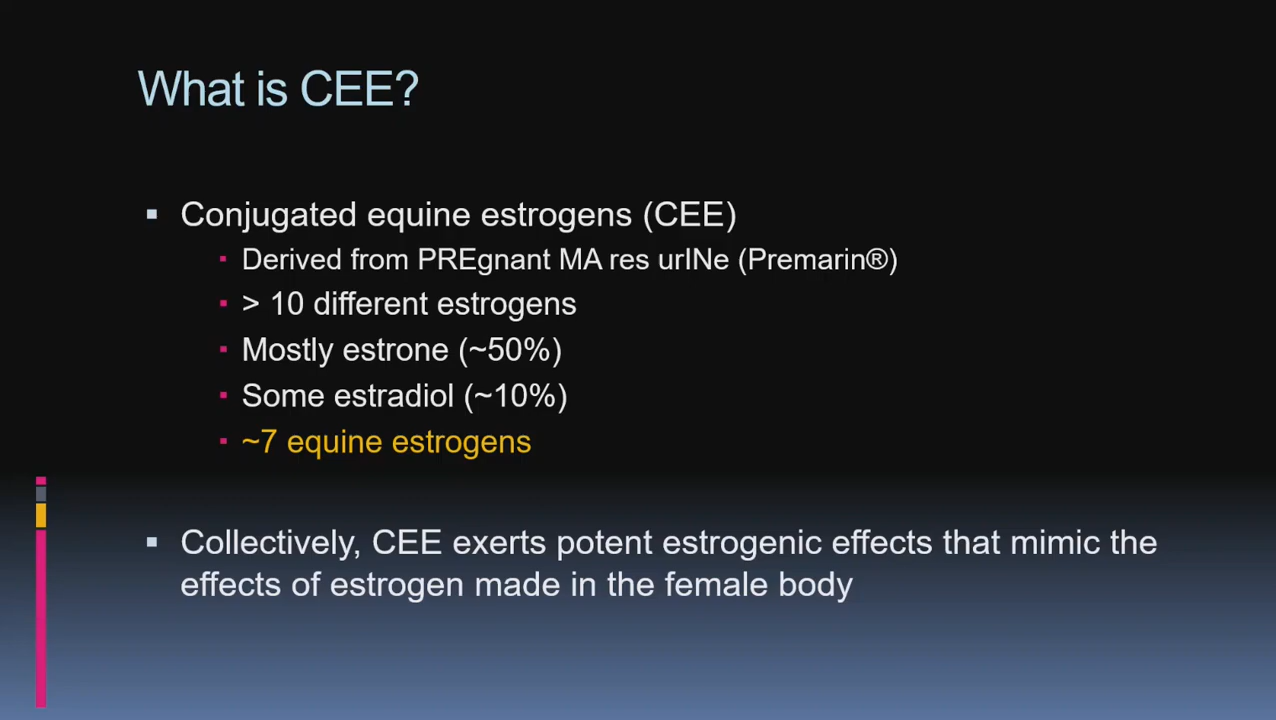 What is CEE?
Conjugated equine estrogens (CEE)
Derived from PREgnant MA res urINe (Premarin®)
> 10 different estrogens
Mostly estrone (~50%)
Some estradiol (~10%)
~7 equine estrogens
Collectively, CEE exerts potent estrogenic effects that mimic the
effects of estrogen made in the female body